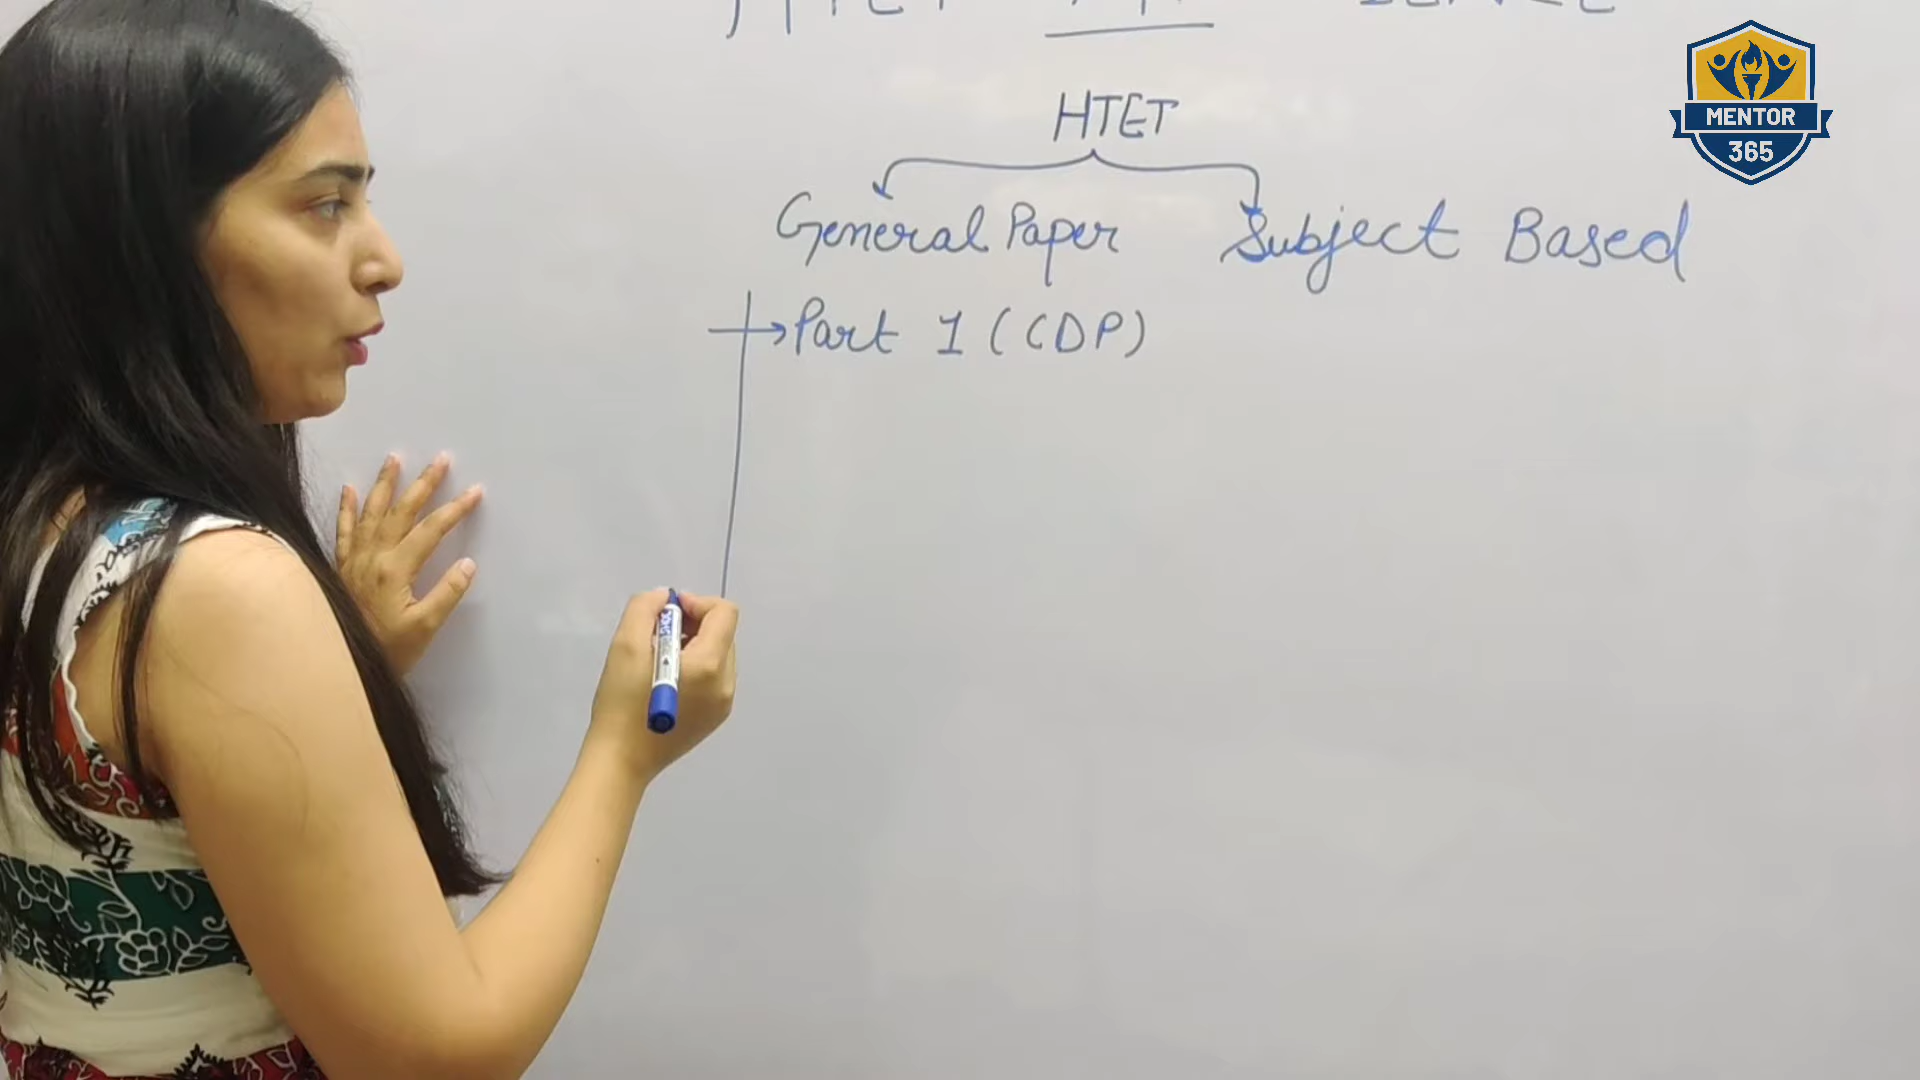 HTET
General Paper Subject Based
Part 1 (CDP)
MENTOR
365